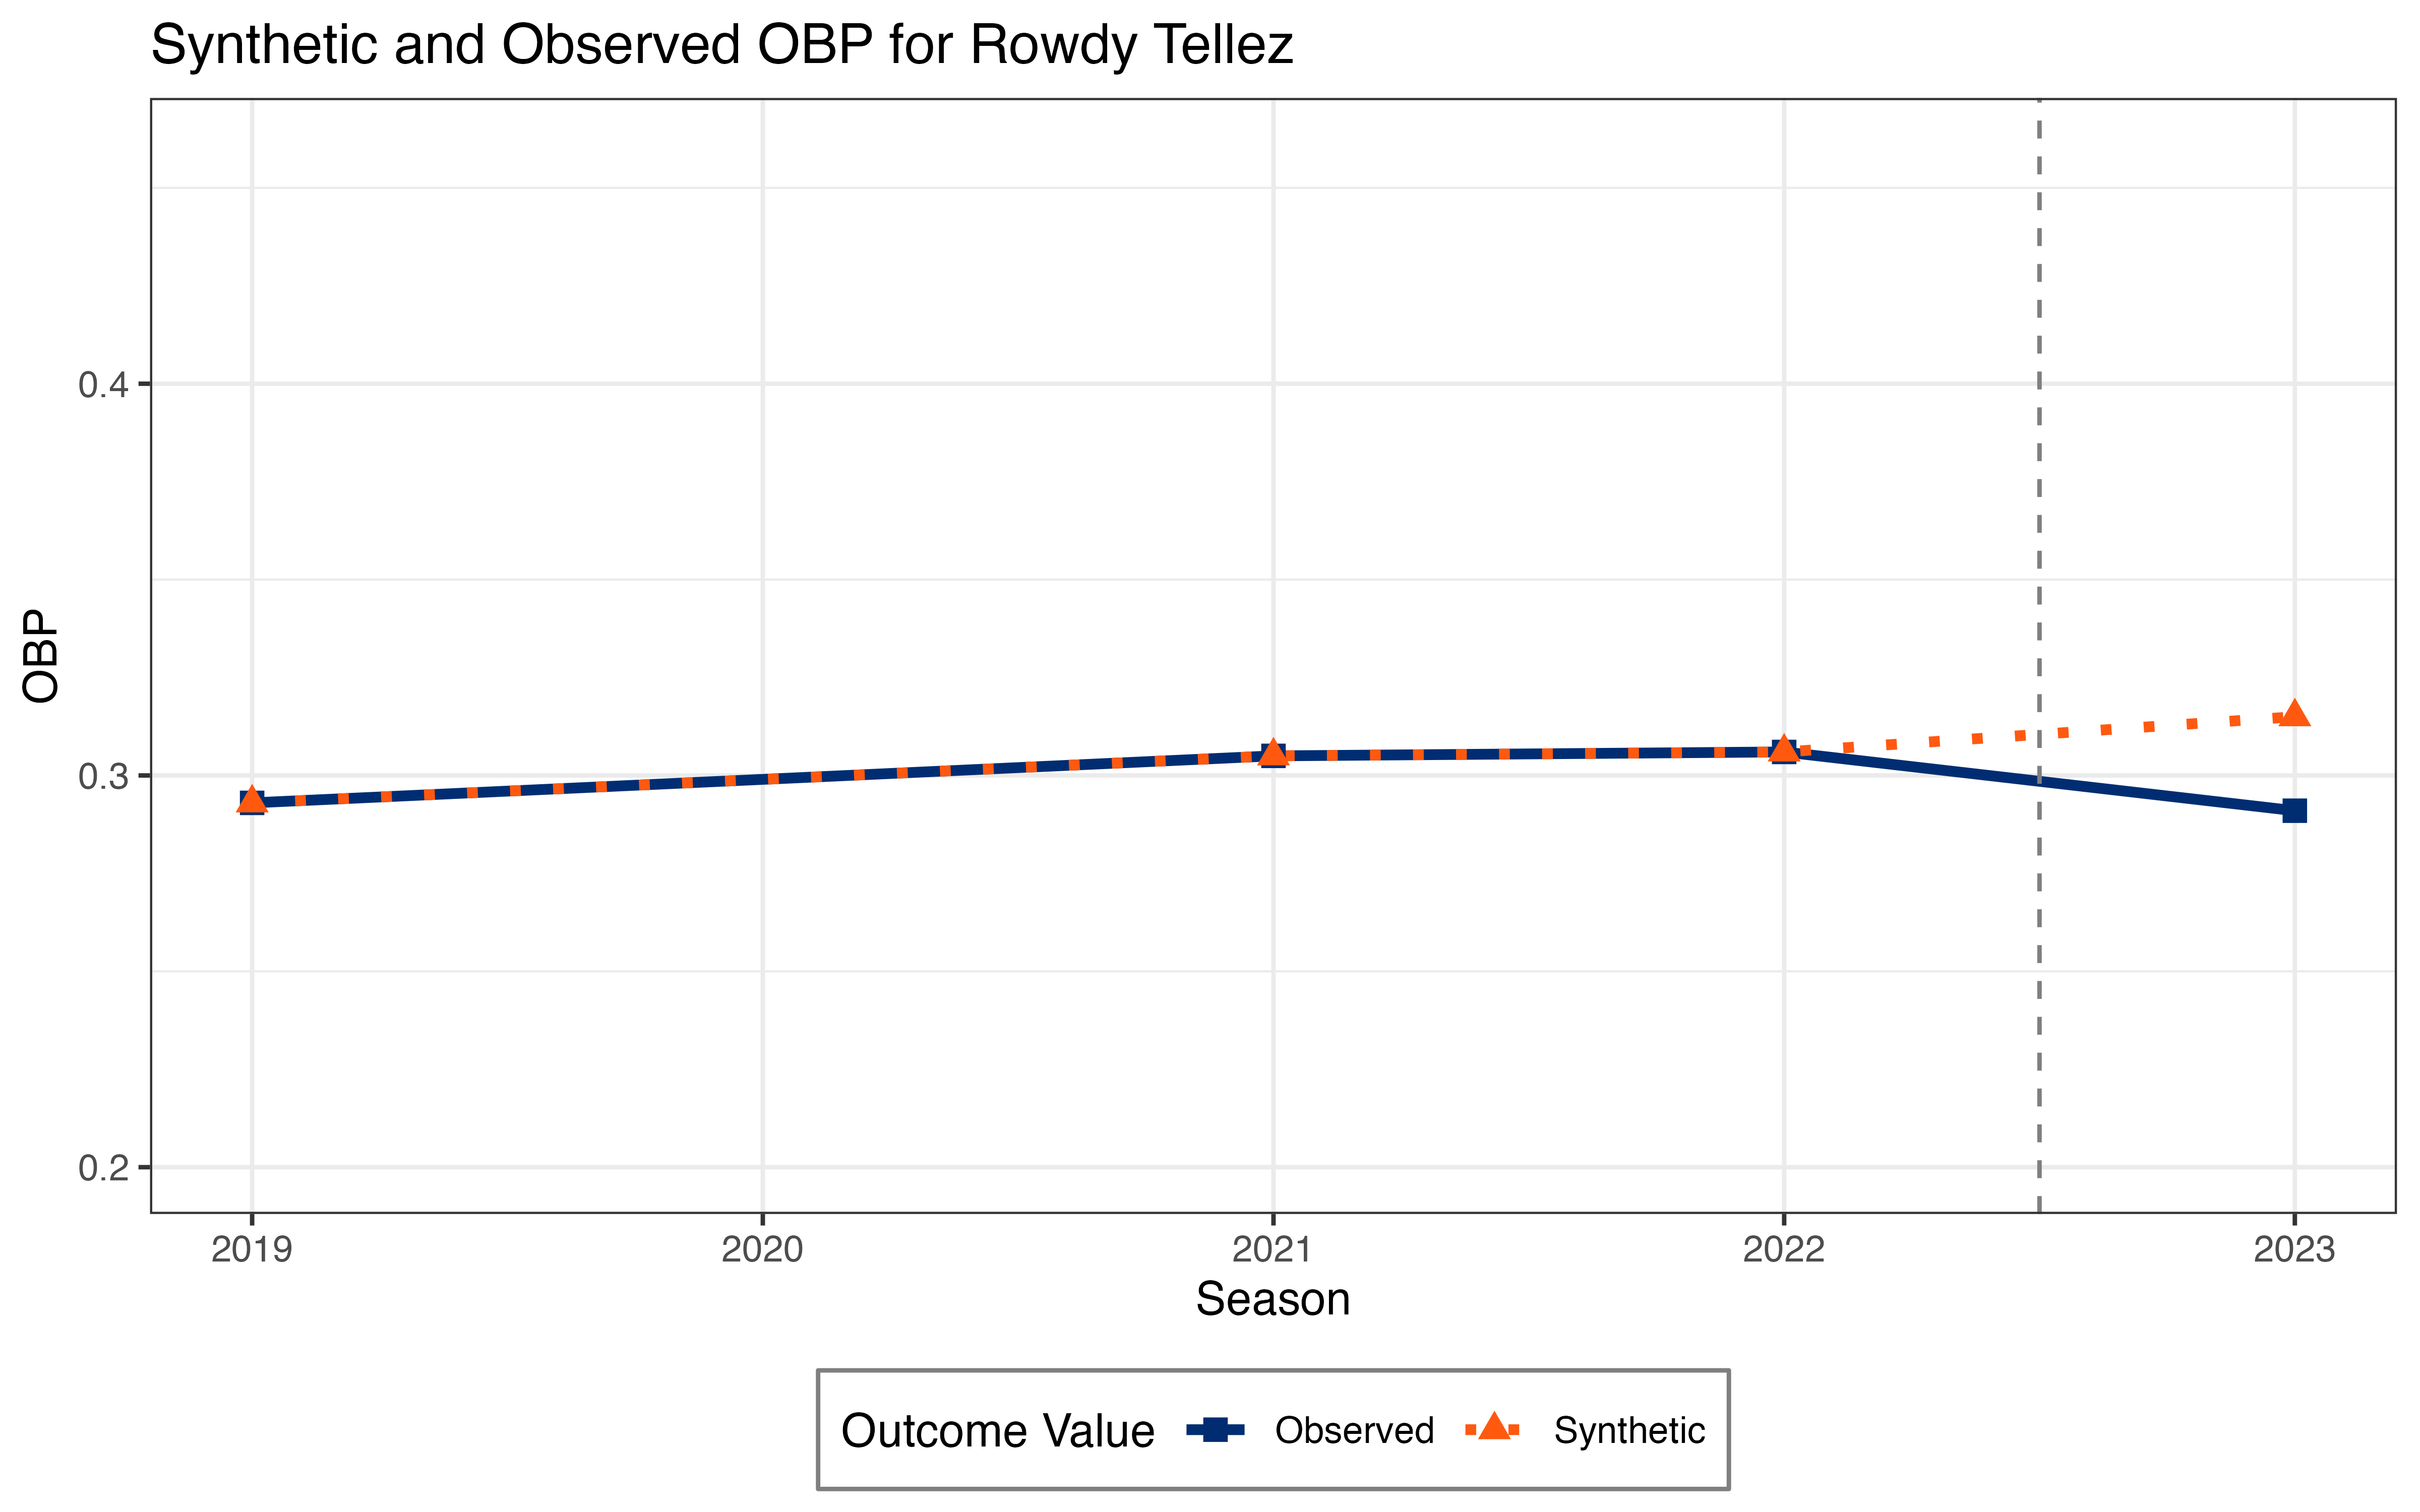 Synthetic and Observed OBP for Rowdy Tellez
OBP
0.4
0.3
0.2
2019 2020 2021 2022 2023
Season
Outcome Value Observed Synthetic